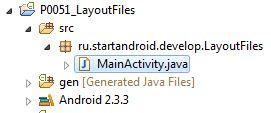 P0051_LayoutFiles
src
ru.startandroid.develop.LayoutFiles
MainActivity.java
gen [Generated Java Files]
Android 2.3.3